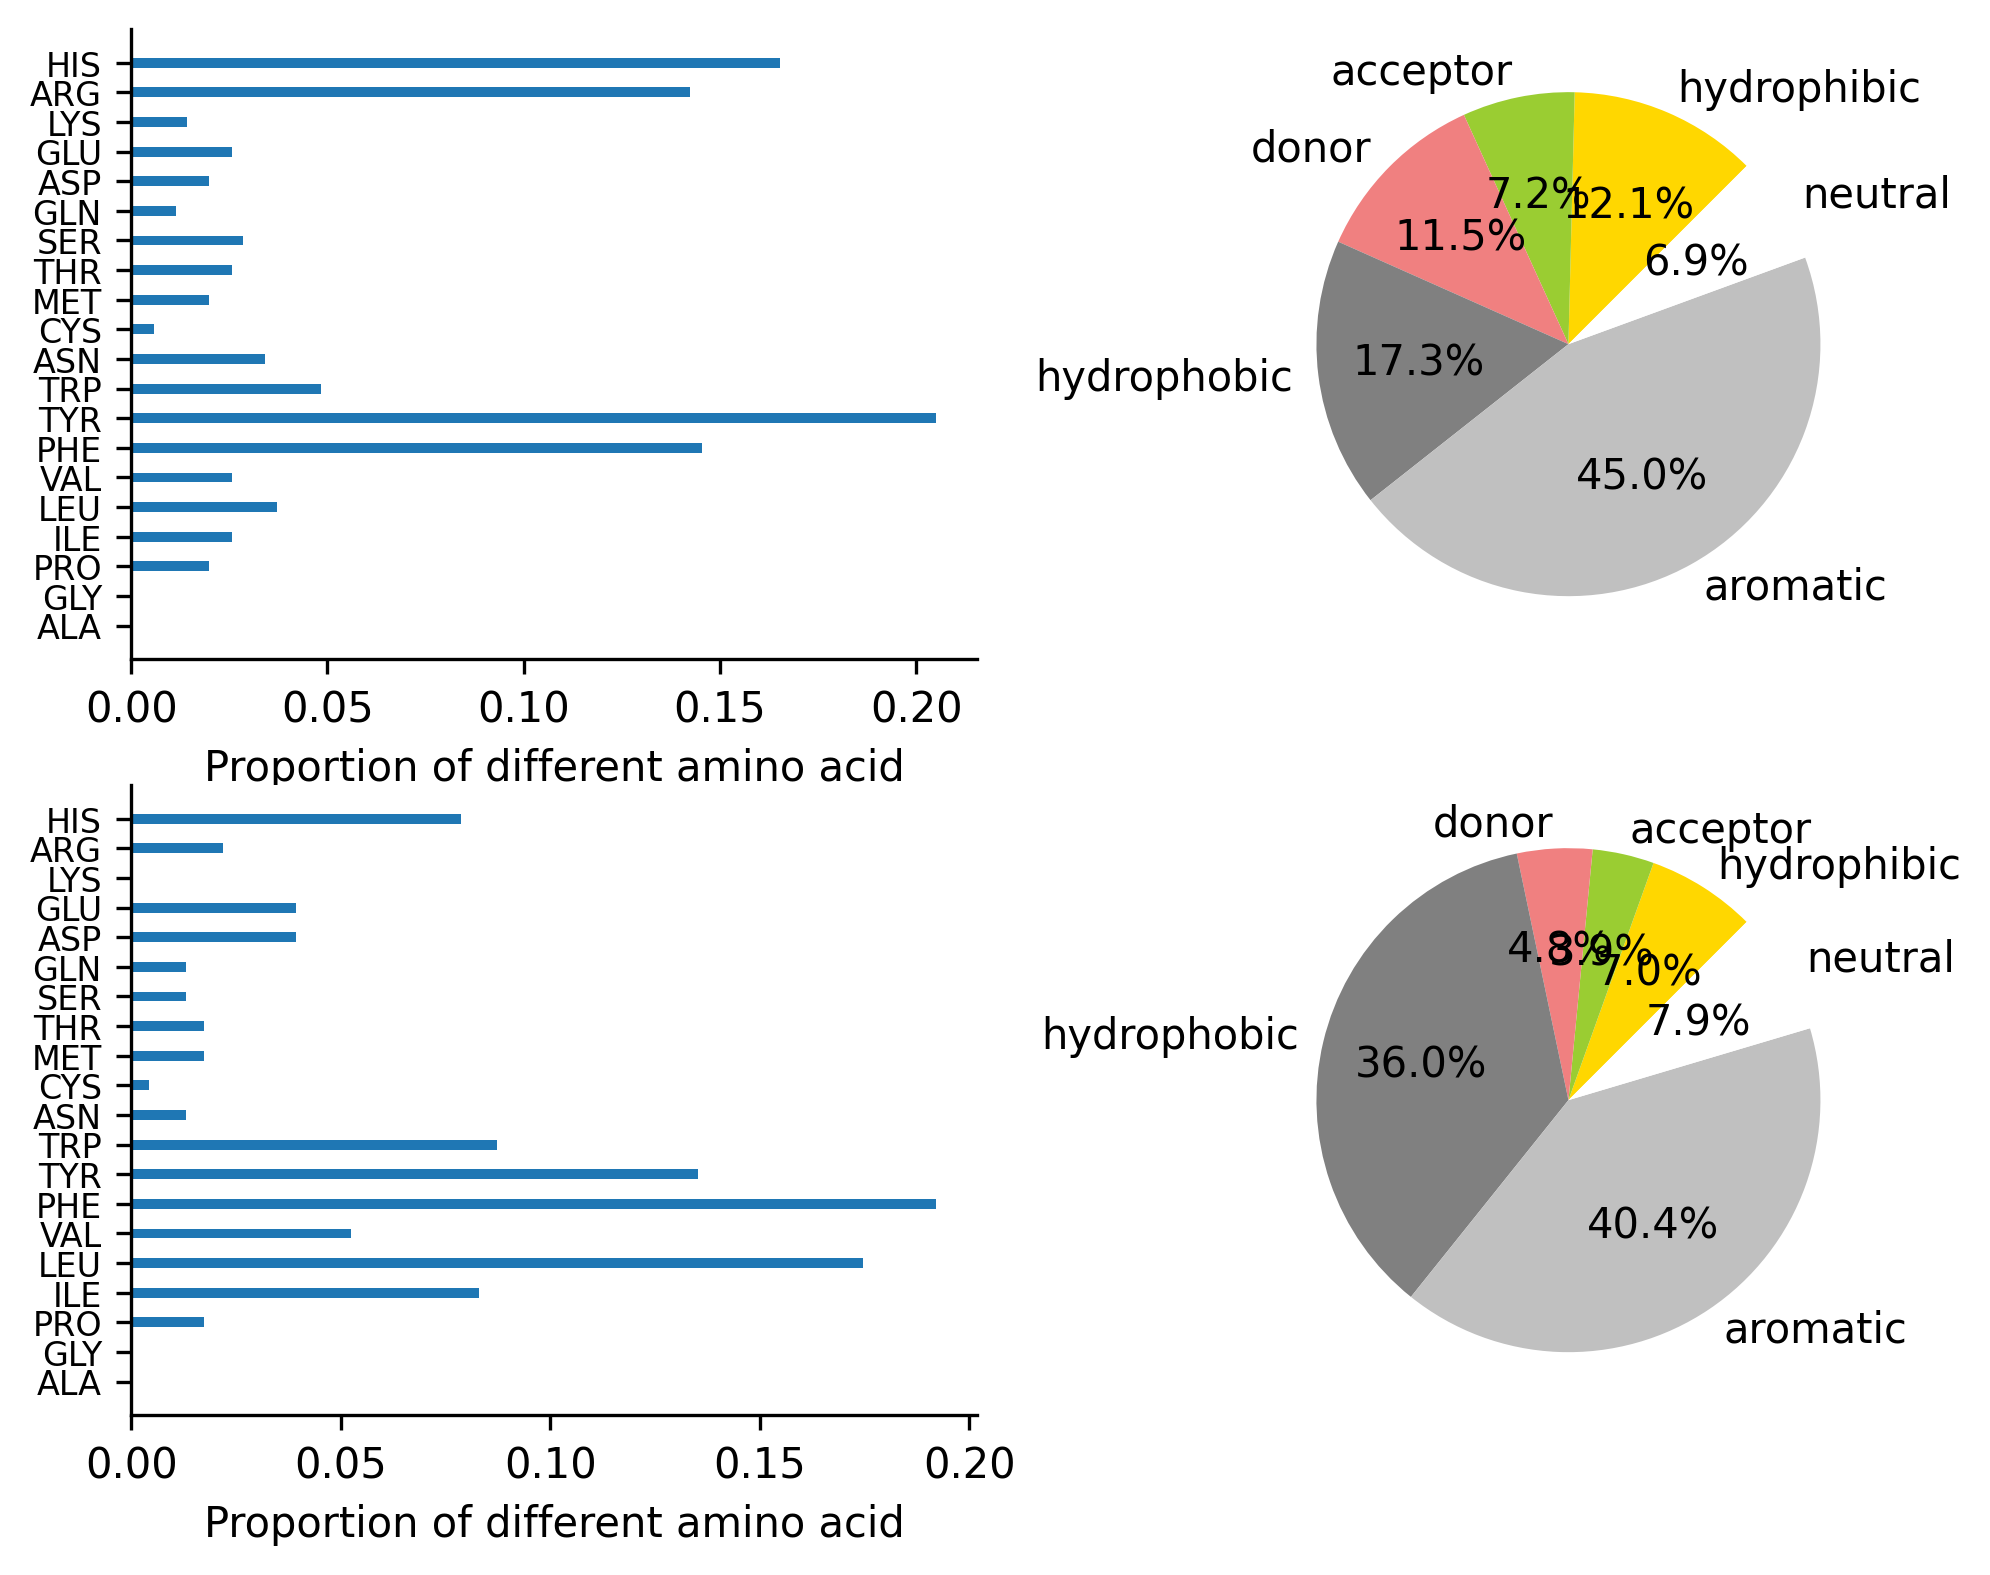 HIS
ARG
LYS
GLU
ASP
GLN
SER
THR
MET
CYS
ASN
TRP
TYR
PHE
VAL
LEU
ILE
PRO
GLY
ALA
0.00 0.05 0.10 0.15 0.20
Proportion of different amino acid
acceptor
hydrophibic
donor
neutral
7.2%
12.1%
11.5%
6.9%
hydrophobic
17.3%
45.0%
aromatic
HIS
ARG
LYS
GLU
ASP
GLN
SER
THR
MET
CYS
ASN
TRP
TYR
PHE
VAL
LEU
ILE
PRO
GLY
ALA
0.00 0.05 0.10 0.15 0.20
Proportion of different amino acid
donor
acceptor
hydrophibic
neutral
4.8%
3.9%
7.0%
7.9%
hydrophobic
36.0%
40.4%
aromatic